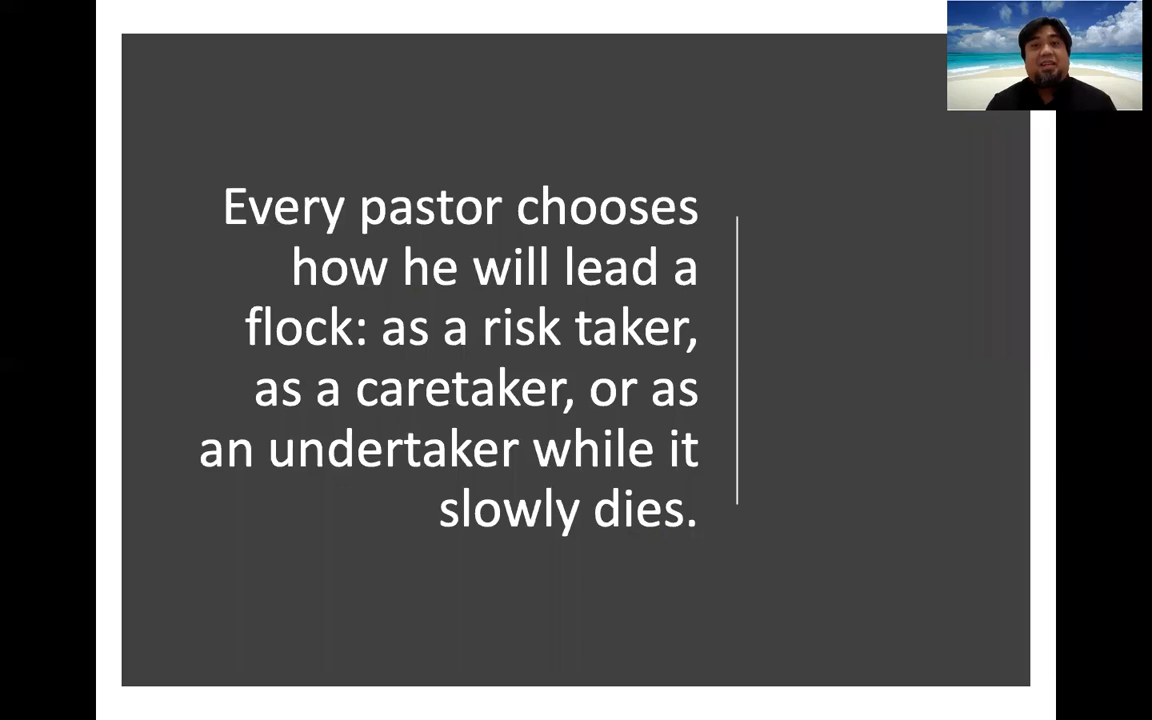 Every pastor chooses
how he will lead a
flock: as a risk taker,
as a caretaker, or as
an undertaker while it
slowly dies.